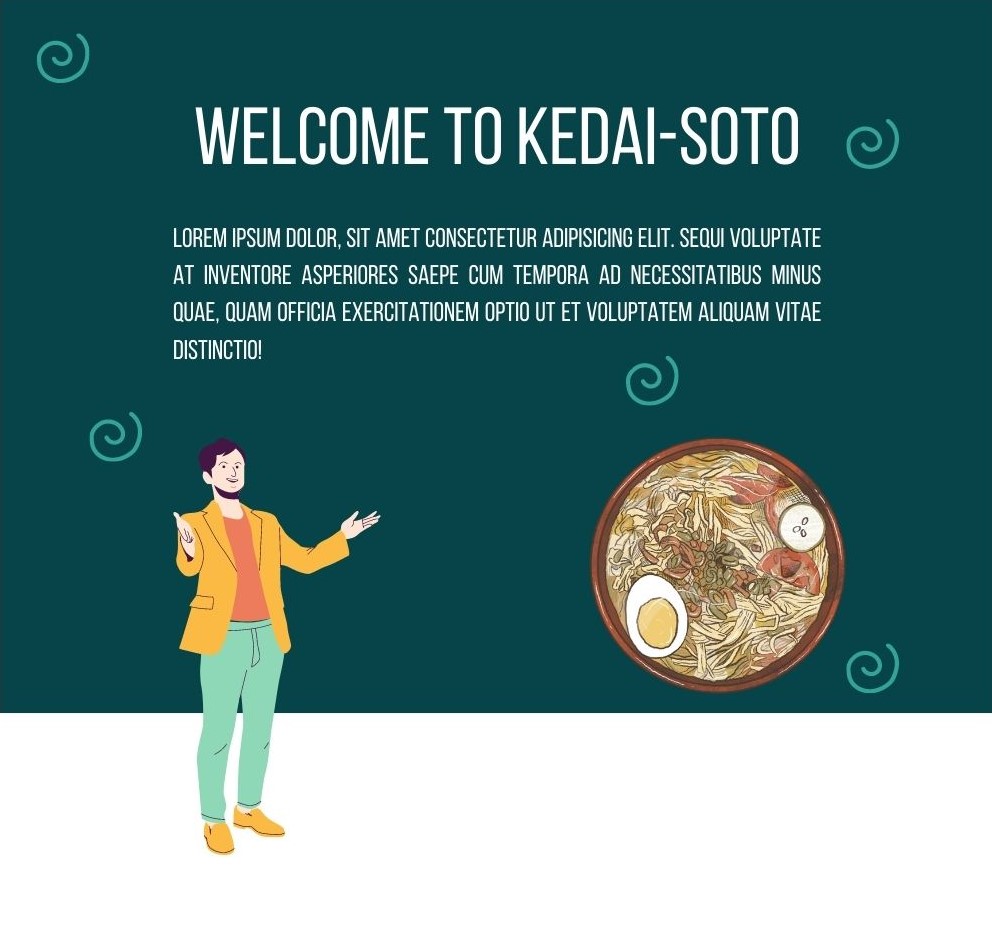 WELCOME TO KEDAI-SOTO
LOREM IPSUM DOLOR, SIT AMET CONSECTETUR ADIPISICING ELIT. SEQUI VOLUPTATE
AT INVENTORE ASPERIORES SAEPE CUM TEMPORA AD NECESSITATIBUS MINUS
QUAE, QUAM OFFICIA EXERCITATIONEM OPTIO UT ET VOLUPTATEM ALIQUAM VITAE
DISTINCTIO!